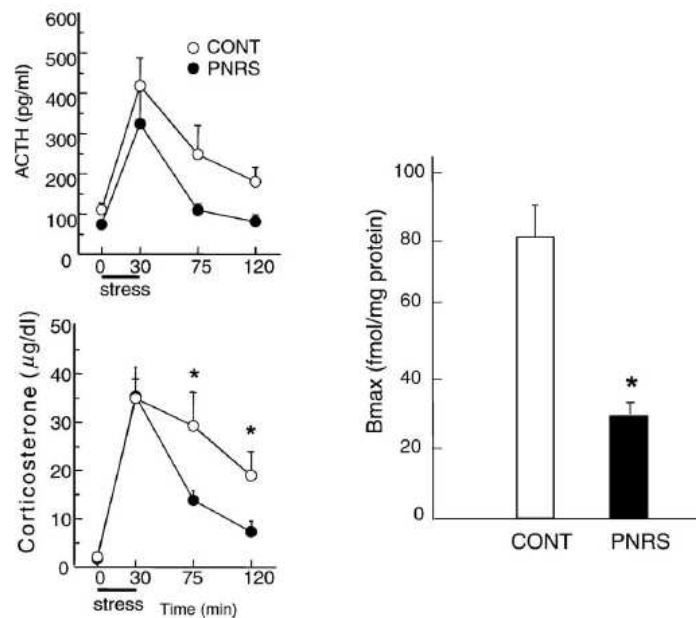 600
500
400
300
200
100
0
ACTH (pg/ml)
CONT
PNRS
0 30 75 120
stress
50
40
30
20
10
0
Corticosterone (µg/dl)
*
*
0 30 75 120
stress Time (min)
100
80
60
40
20
0
Bmax (fmol/mg protein)
*
CONT PNRS